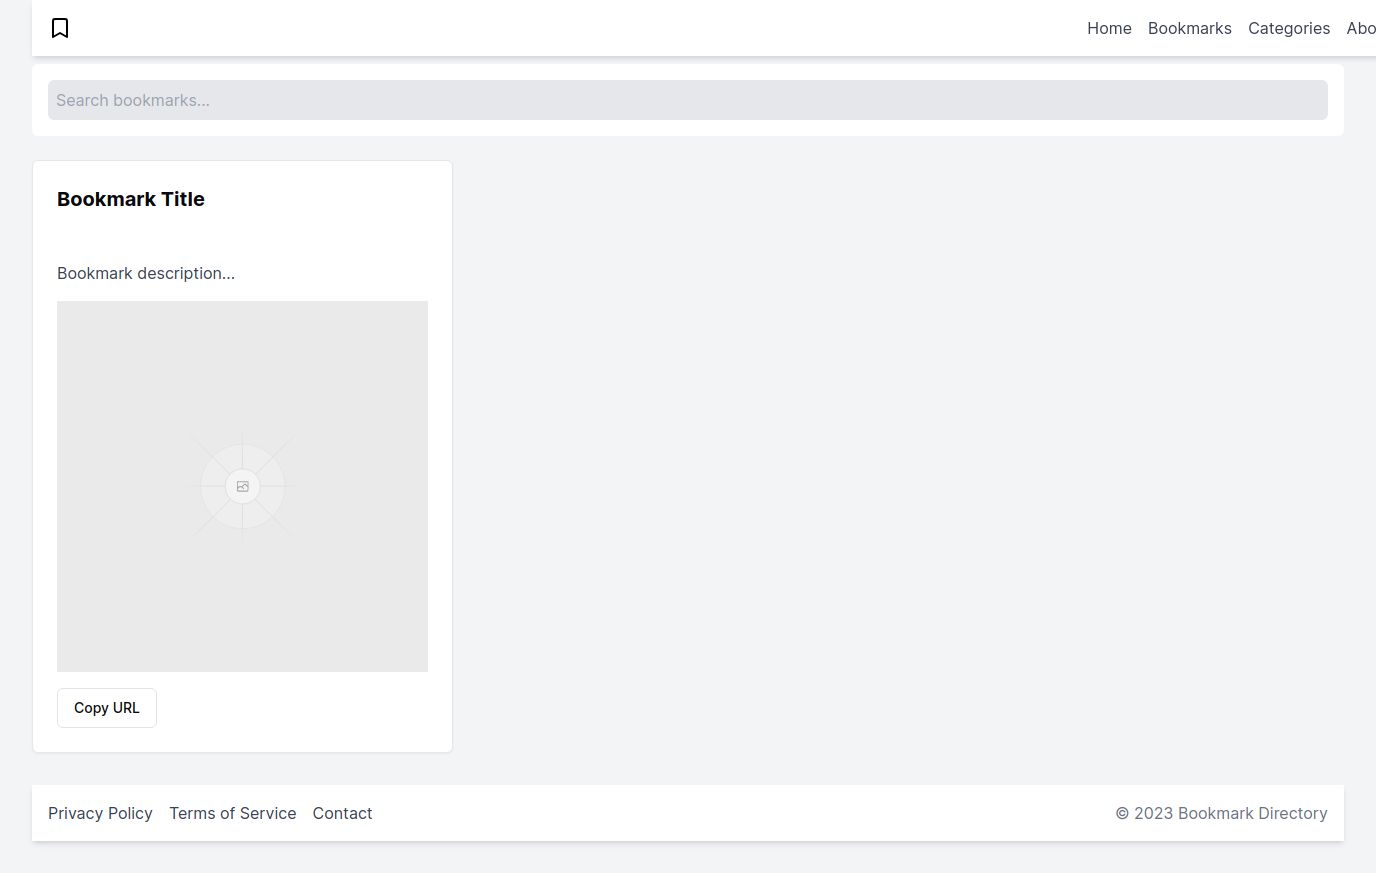 Home Bookmarks Categories Abo
Search bookmarks...
Bookmark Title
Bookmark description...
Copy URL
Privacy Policy Terms of Service Contact
© 2023 Bookmark Directory